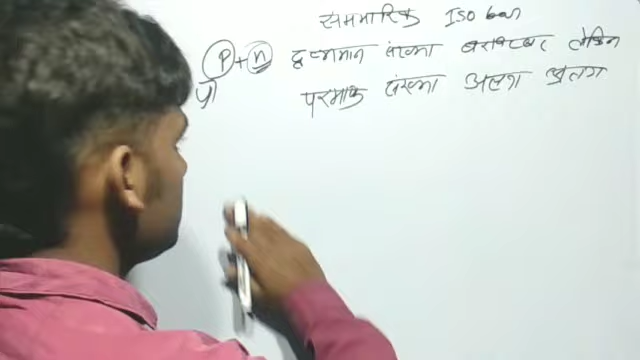 समभारिक Iso bar
(p)+(n) द्रव्यमान संख्या बराबर लेकिन
प्रो परमाणु संख्या अलग अलग